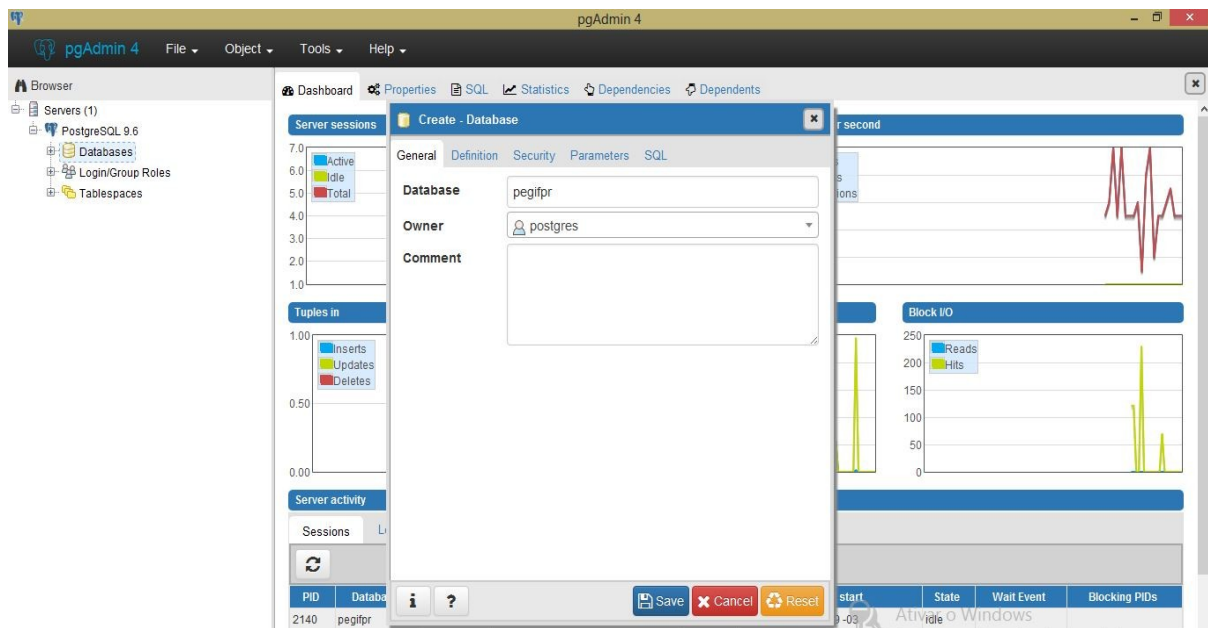 pgAdmin 4
pgAdmin 4 File Object Tools Help
Browser
Servers (1)
PostgreSQL 9.6
Databases
Login/Group Roles
Tablespaces
Dashboard Properties SQL Statistics Dependencies Dependents
Server sessions
7.0
6.0
5.0
4.0
3.0
2.0
1.0
Active
Idle
Total
r second
s
ions
Create - Database
General Definition Security Parameters SQL
Database pegifpr
Owner postgres
Comment
i ? Save Cancel Reset
Tuples in
1.00
0.50
0.00
Inserts
Updates
Deletes
Block I/O
250
200
150
100
50
0
Reads
Hits
Server activity
Sessions
PID Databa start State Wait Event Blocking PIDs
2140 pegifpr -03 idle
Ativar o Windows